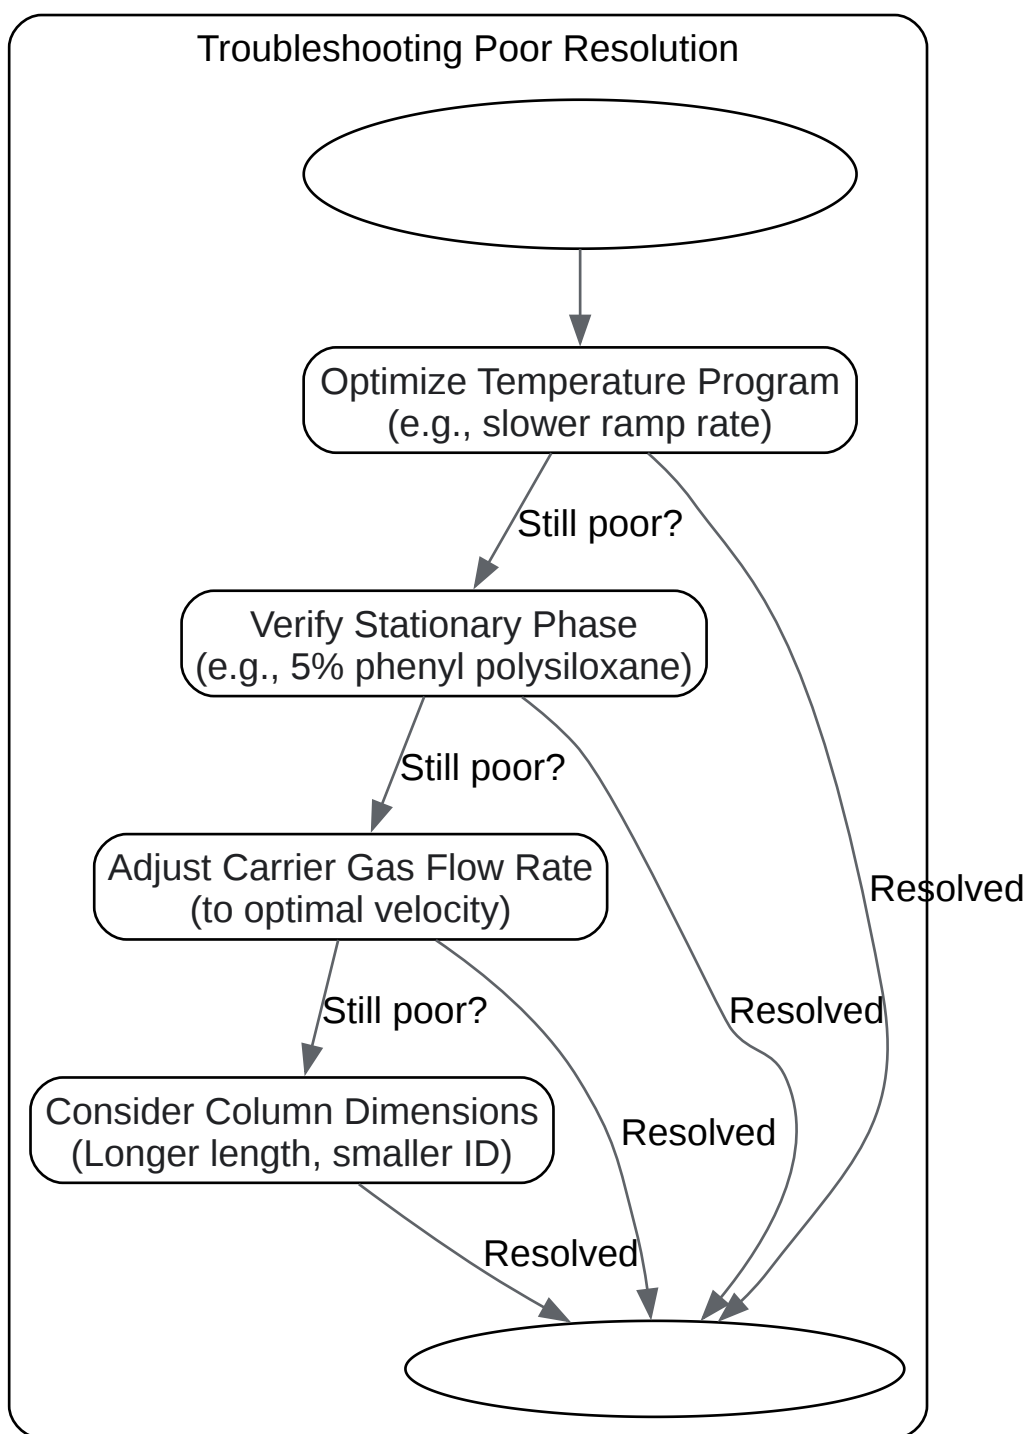 Troubleshooting Poor Resolution
Optimize Temperature Program
(e.g., slower ramp rate)
Still poor?
Verify Stationary Phase
(e.g., 5% phenyl polysiloxane)
Still poor?
Adjust Carrier Gas Flow Rate
(to optimal velocity)
Resolved
Still poor?
Resolved
Consider Column Dimensions
(Longer length, smaller ID)
Resolved
Resolved